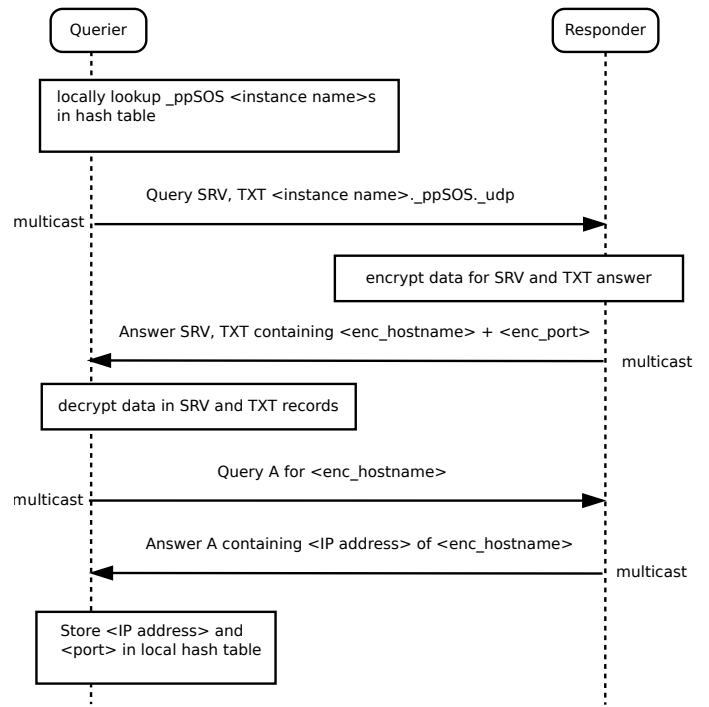 Querier
Responder
locally lookup _ppSOS <instance name>s
in hash table
Query SRV, TXT <instance name>._ppSOS._udp
multicast
encrypt data for SRV and TXT answer
Answer SRV, TXT containing <enc_hostname> + <enc_port>
multicast
decrypt data in SRV and TXT records
Query A for <enc_hostname>
multicast
Answer A containing <IP address> of <enc_hostname>
multicast
Store <IP address> and
<port> in local hash table